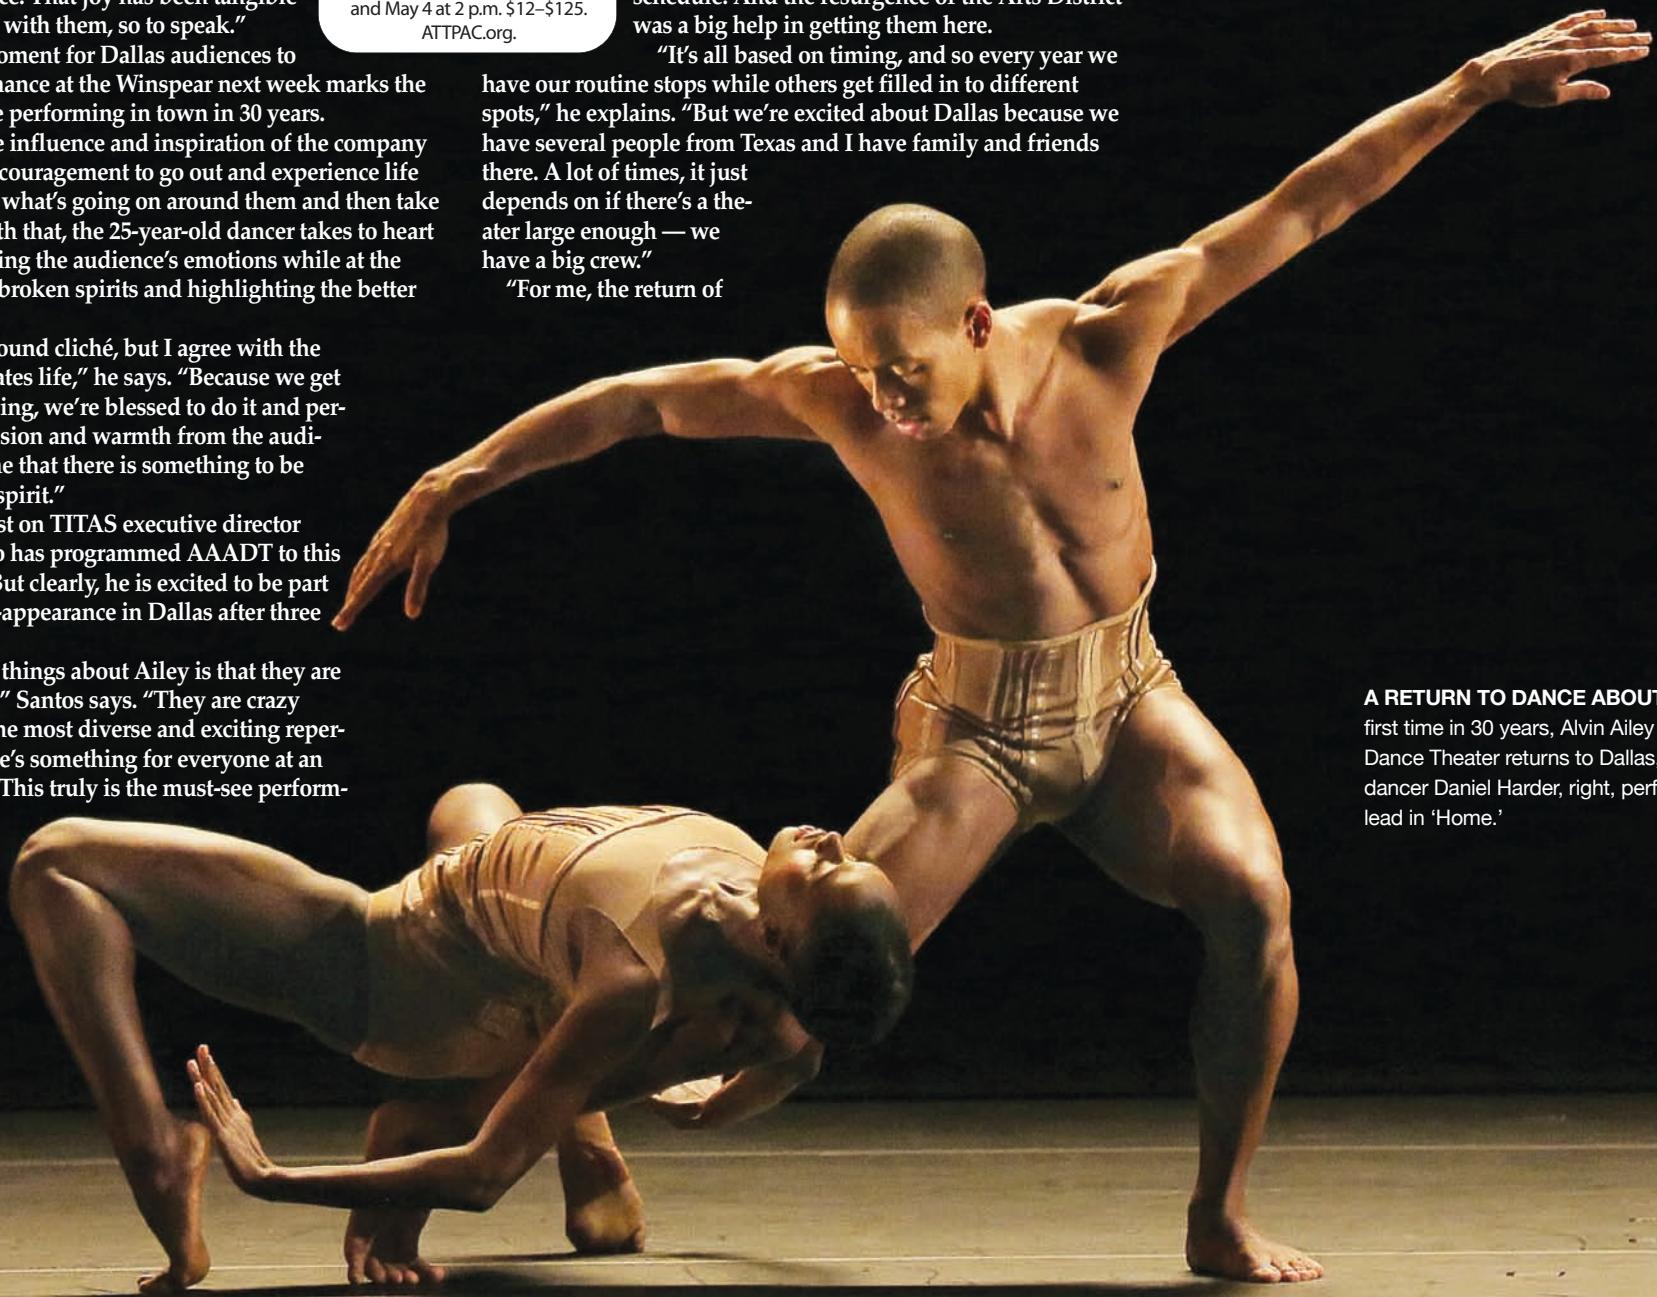 with them, so to speak.”
oment for Dallas audiences to
ance at the Winspear next week marks the
e performing in town in 30 years.
e influence and inspiration of the company
couragement to go out and experience life
what’s going on around them and then take
th that, the 25-year-old dancer takes to heart
ing the audience’s emotions while at the
broken spirits and highlighting the better
ound cliché, but I agree with the
ates life,” he says. “Because we get
ing, we’re blessed to do it and per-
sion and warmth from the audi-
e that there is something to be
spirit.”
st on TITAS executive director
o has programmed AAADT to this
But clearly, he is excited to be part
-appearance in Dallas after three
things about Ailey is that they are
” Santos says. “They are crazy
he most diverse and exciting reper-
e’s something for everyone at an
This truly is the must-see perform-
and May 4 at 2 p.m. $12–$125.
ATTPAC.org.
schedule. And the resurgence of the Arts District
was a big help in getting them here.
“It’s all based on timing, and so every year we
have our routine stops while others get filled in to different
spots,” he explains. “But we’re excited about Dallas because we
have several people from Texas and I have family and friends
there. A lot of times, it just
depends on if there’s a the-
ater large enough — we
have a big crew.”
“For me, the return of
A RETURN TO DANCE ABOUT
first time in 30 years, Alvin Ailey
Dance Theater returns to Dallas.
dancer Daniel Harder, right, perf
lead in ‘Home.’